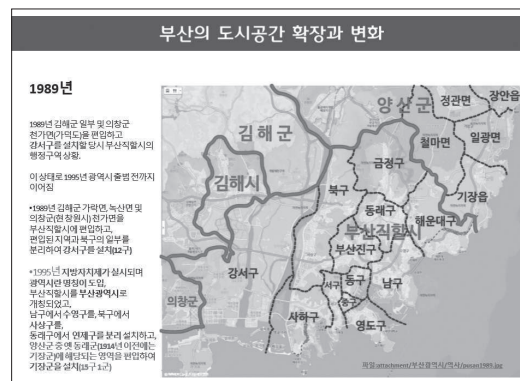 부산의 도시공간 확장과 변화
1989년
1989년 김해군 일부 및 의창군
천가면(가덕도)을 편입하고
강서구를 설치할 당시 부산직할시의
행정구역 상황.
이 상태로 1995년 광역시 출범 전까지
이어짐
•1989년 김해군 가락면, 녹산면 및
의창군(현 창원시) 천가면을
부산직할시에 편입하고,
편입된 지역과 북구의 일부를
분리하여 강서구를 설치(12구)
•1995년 지방자치제가 실시되며
광역시란 명칭이 도입,
부산직할시를 부산광역시로
개칭되었고,
남구에서 수영구를, 북구에서
사상구를,
동래구에서 연제구를 분리 설치하고,
양산군 중 옛 동래군(1914년 이전에는
기장군)에 해당되는 영역을 편입하여
기장군을 설치(15구 1군)
양산군
정관면
장안읍
김해군
철마면
일광면
금정구
김해시
북구
기장읍
동래구
해운대구
부산직할시
부산진구
강서구
동구
서구
남구
의창군
중구
사하구
영도구
파일:attachment/부산광역시/역사/pusan1989.jpg